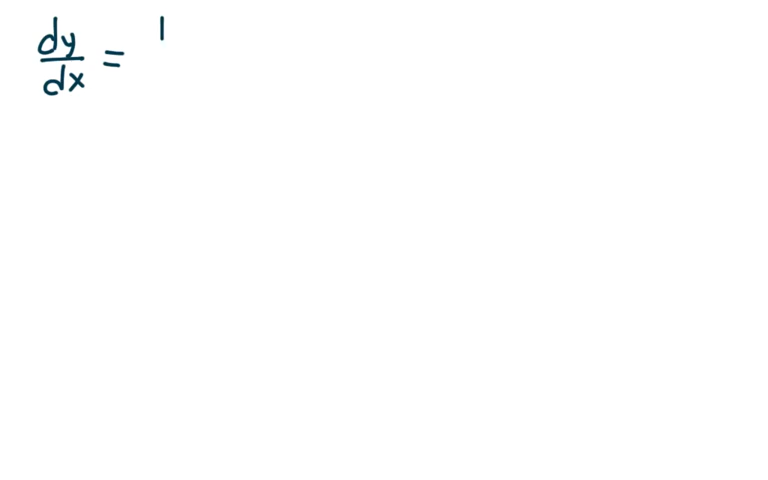 dy/dx = 1